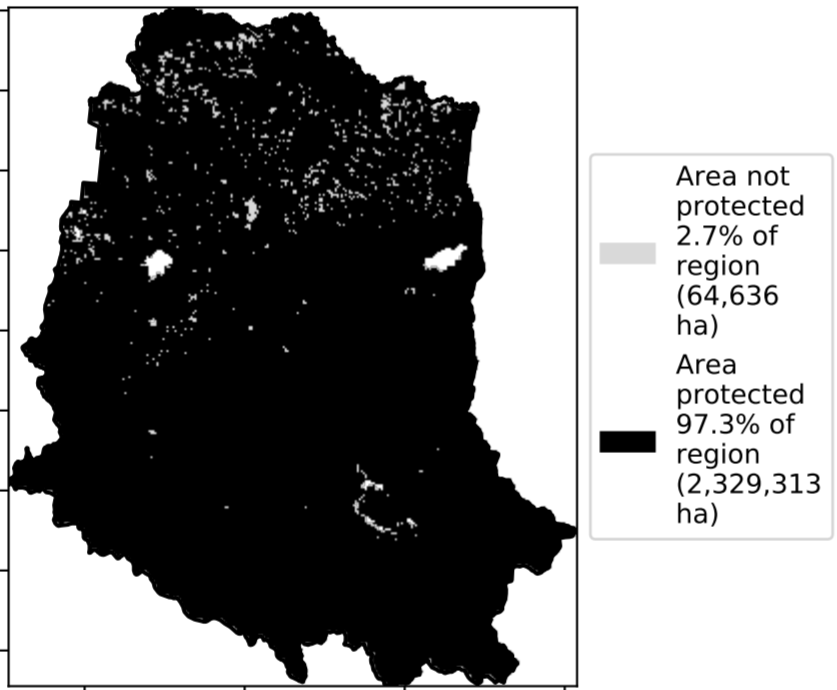 Area not
protected
2.7% of
region
(64,636
ha)
Area
protected
97.3% of
region
(2,329,313
ha)